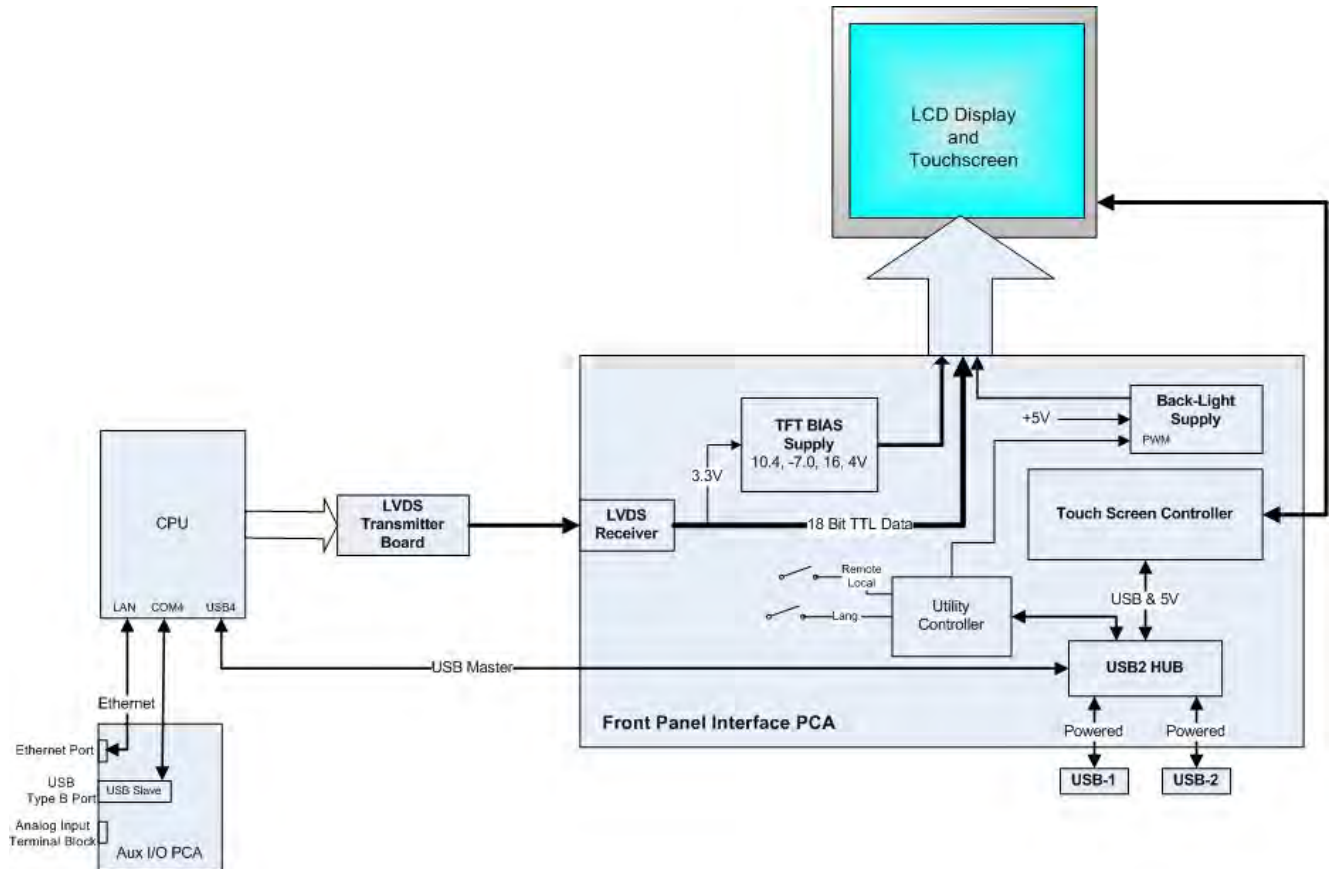 LCD Display
and
Touchscreen
Back-Light
Supply
+5V
PWM
TFT BIAS
Supply
10.4, -7.0, 16, 4V
3.3V
CPU
LVDS
Transmitter
Board
LVDS
Receiver
18 Bit TTL Data
Touch Screen Controller
Remote
Local
Lang
Utility
Controller
USB & 5V
LAN COM4 USB4
USB Master
USB2 HUB
Ethernet
Front Panel Interface PCA
Powered
Powered
Ethernet Port
USB-1
USB-2
USB
Type B Port
USB Slave
Analog Input
Terminal Block
Aux I/O PCA